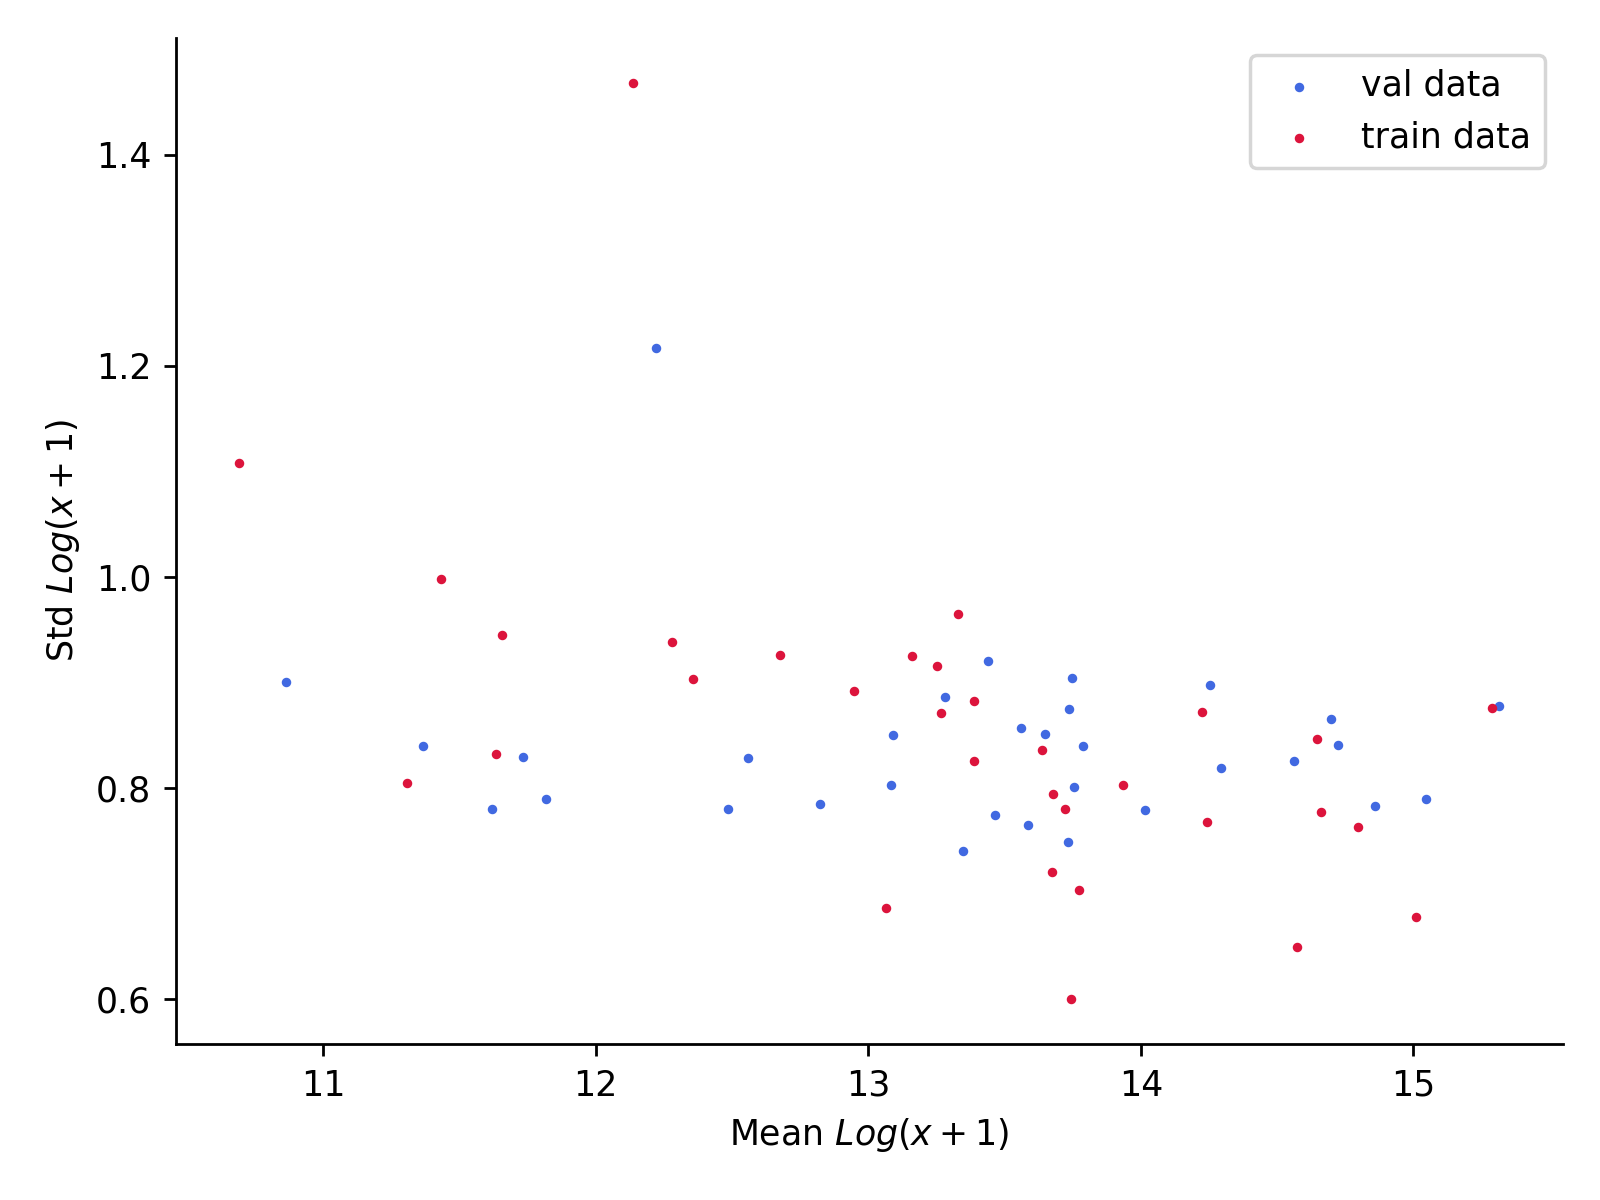 val data
train data
1.4
1.2
1.0
0.8
0.6
Std Log(x + 1)
11 12 13 14 15
Mean Log(x + 1)